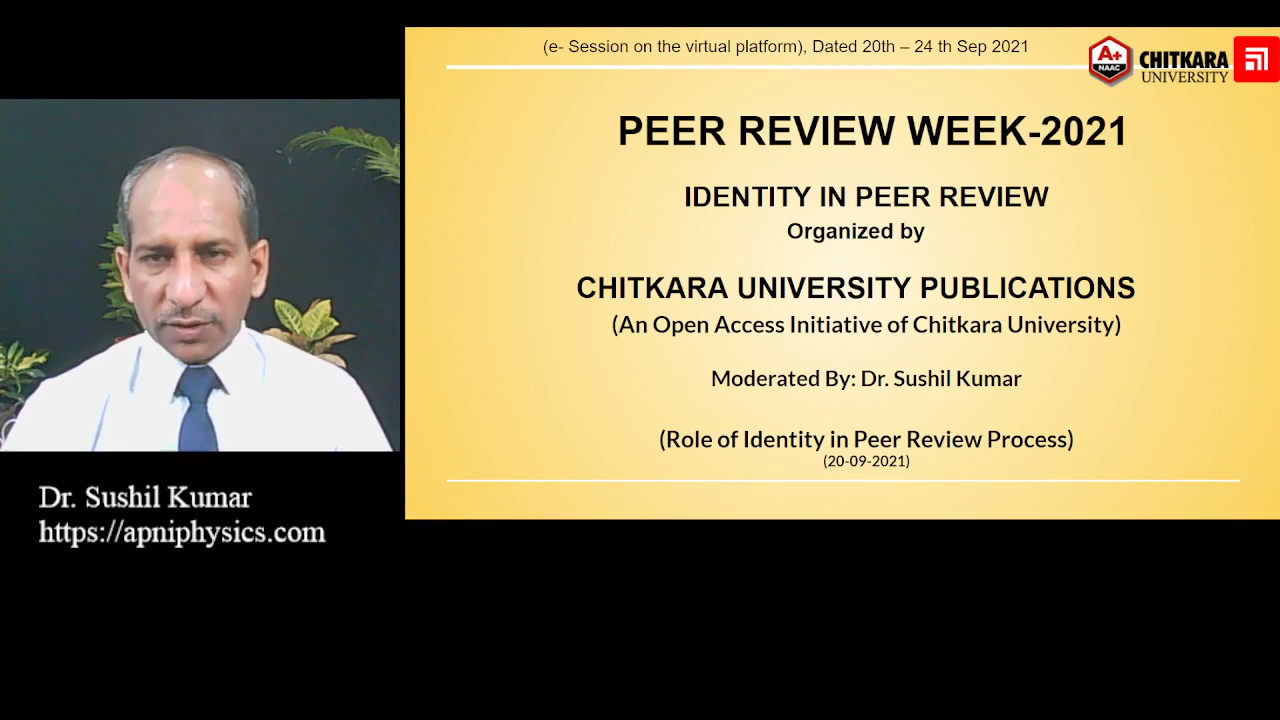 (e- Session on the virtual platform), Dated 20th – 24 th Sep 2021
A+
NAAC
CHITKARA
UNIVERSITY
PEER REVIEW WEEK-2021
IDENTITY IN PEER REVIEW
Organized by
CHITKARA UNIVERSITY PUBLICATIONS
(An Open Access Initiative of Chitkara University)
Moderated By: Dr. Sushil Kumar
(Role of Identity in Peer Review Process)
(20-09-2021)
Dr. Sushil Kumar
https://apniphysics.com